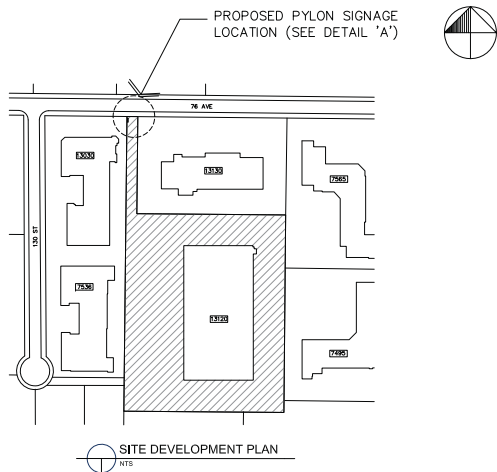 PROPOSED PYLON SIGNAGE
LOCATION (SEE DETAIL 'A')
76 AVE
13030
13130
7565
130 ST
7536
13120
7495
SITE DEVELOPMENT PLAN
NTS